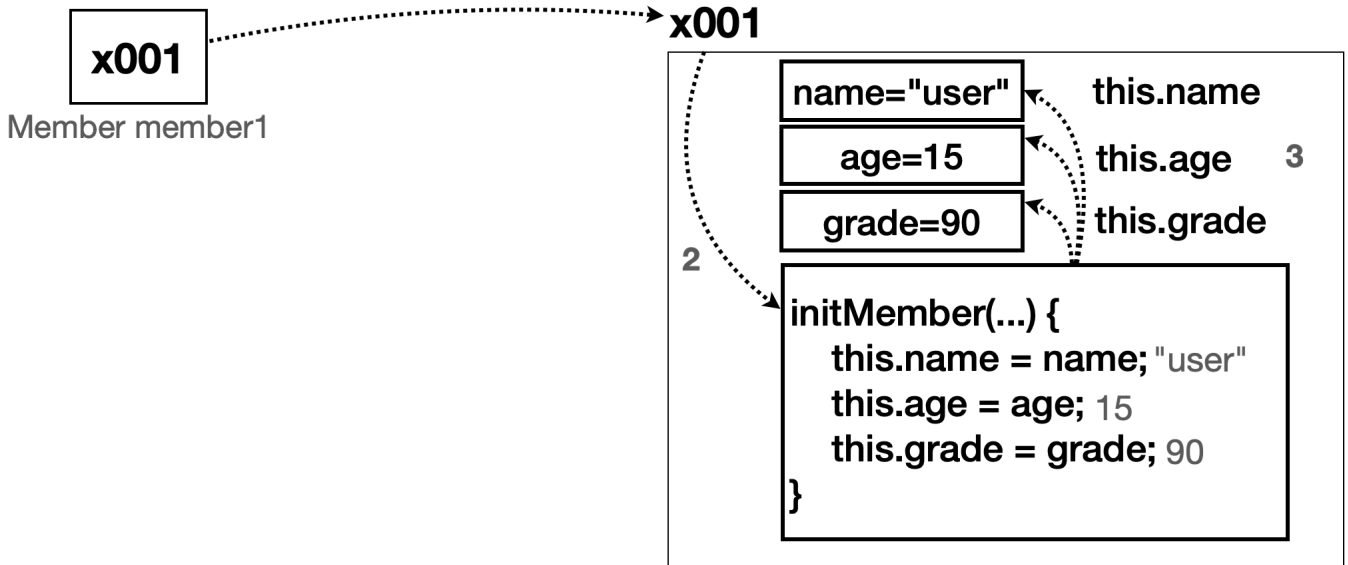 x001
Member member1
x001
name="user"
this.name
age=15
this.age
3
grade=90
this.grade
2
initMember(...) {
this.name = name; "user"
this.age = age; 15
this.grade = grade; 90
}